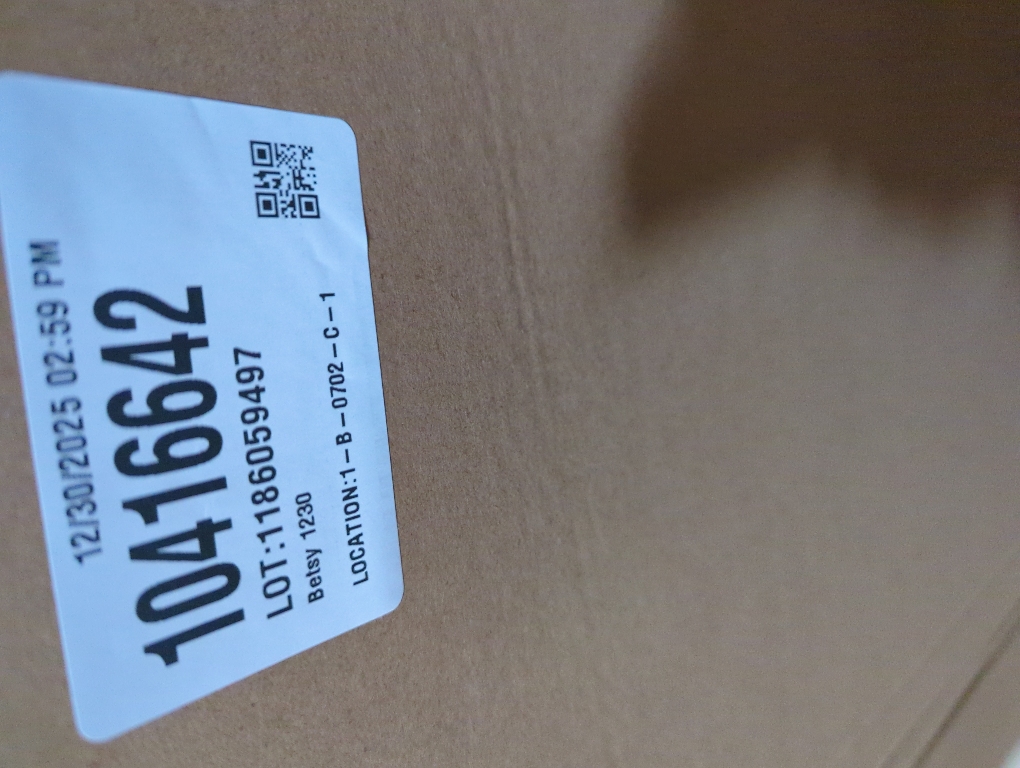 12/30/2025 02:59 PM
10416642
LOT:1186059497
Betsy 1230
LOCATION:1-B-0702-C-1